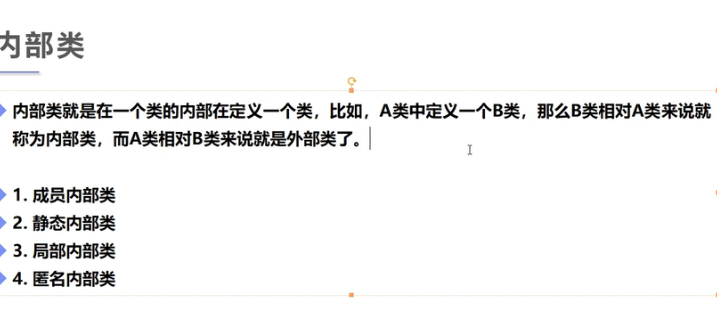 内部类
内部类就是在一个类的内部在定义一个类，比如，A类中定义一个B类，那么B类相对A类来说就
称为内部类，而A类相对B类来说就是外部类了。
1. 成员内部类
2. 静态内部类
3. 局部内部类
4. 匿名内部类